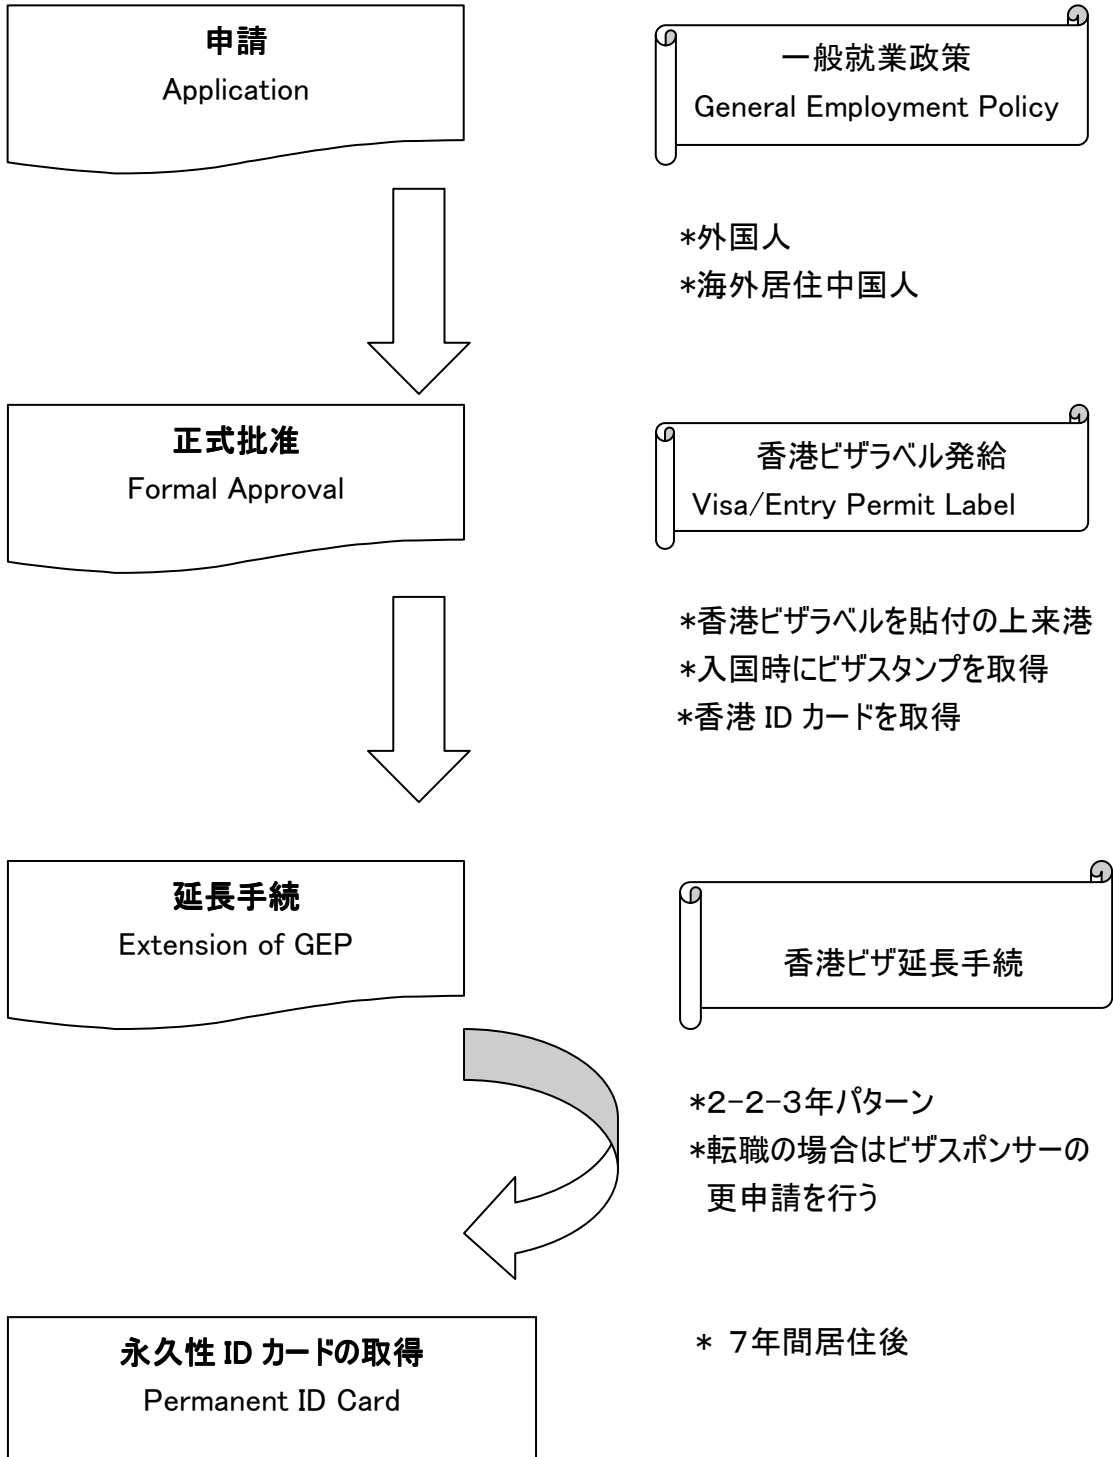 申請
Application
一般就業政策
General Employment Policy
*外国人
*海外居住中国人
正式批准
Formal Approval
香港ビザラベル発給
Visa/Entry Permit Label
*香港ビザラベルを貼付の上来港
*入国時にビザスタンプを取得
*香港 ID カードを取得
延長手続
Extension of GEP
香港ビザ延長手続
*2-2-3年パターン
*転職の場合はビザスポンサーの
更申請を行う
永久性 ID カードの取得
Permanent ID Card
* 7年間居住後